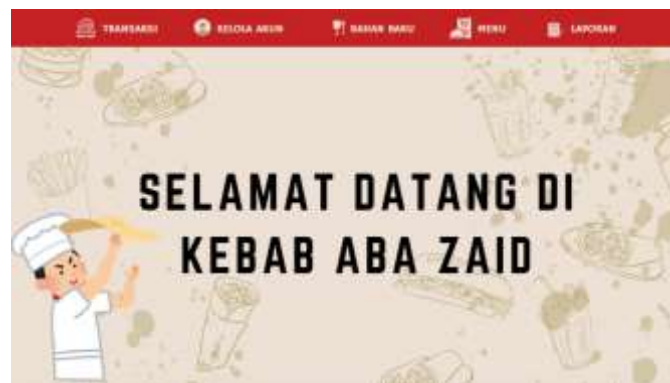 TRANSAKSI KELOLA AKUN BAHAN BAKU MENU LAPORAN
SELAMAT DATANG DI
KEBAB ABA ZAID